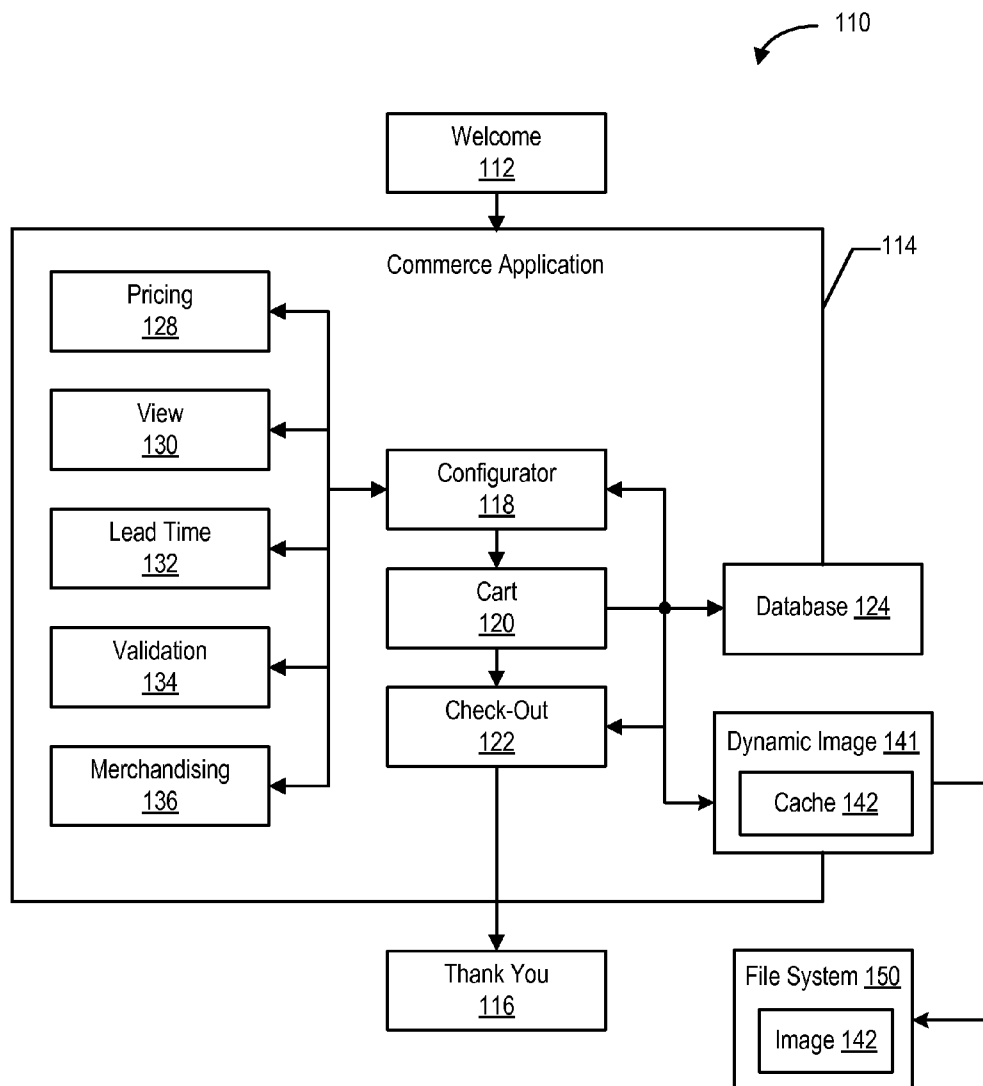 110
Welcome
112
Commerce Application
114
Pricing
128
View
130
Lead Time
132
Validation
134
Merchandising
136
Configurator
118
Cart
120
Check-Out
122
Database 124
Dynamic Image 141
Cache 142
Thank You
116
File System 150
Image 142